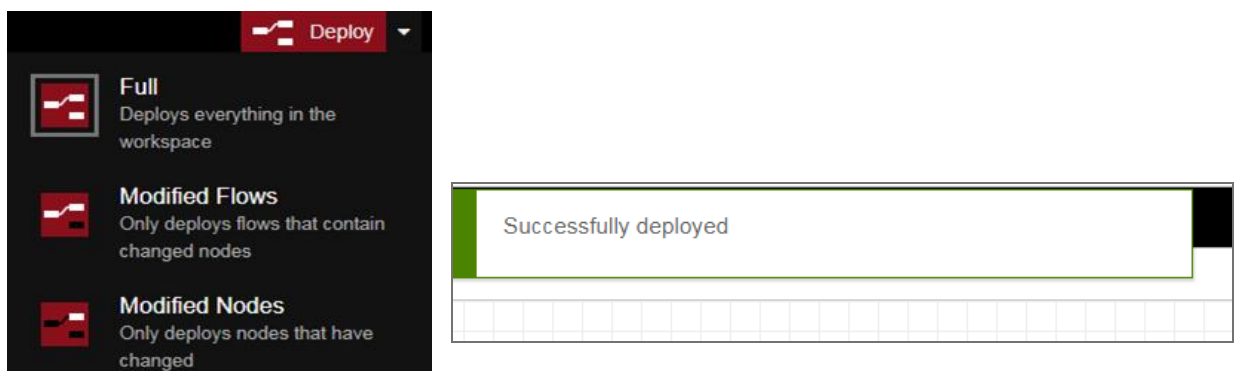 Deploy
Full
Deploys everything in the
workspace
Modified Flows
Only deploys flows that contain
changed nodes
Modified Nodes
Only deploys nodes that have
changed
Successfully deployed